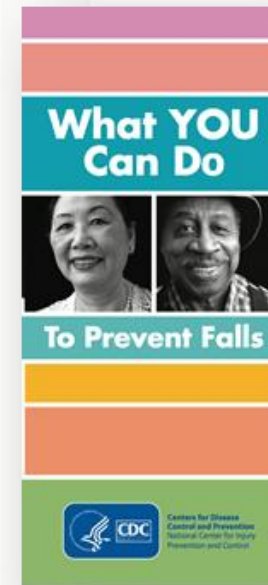 What YOU
Can Do
To Prevent Falls
CDC
Centers for Disease
Control and Prevention
National Center for Injury
Prevention and Control